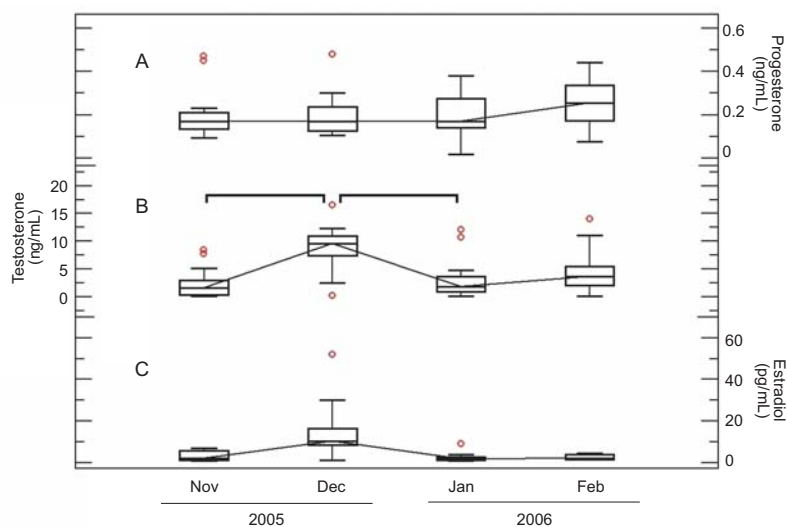 A
0.6
0.4
0.2
0
Progesterone
(ng/mL)
B
20
15
10
5
0
Testosterone
(ng/mL)
C
60
40
20
0
Estradiol
(pg/mL)
Nov Dec Jan Feb
2005 2006